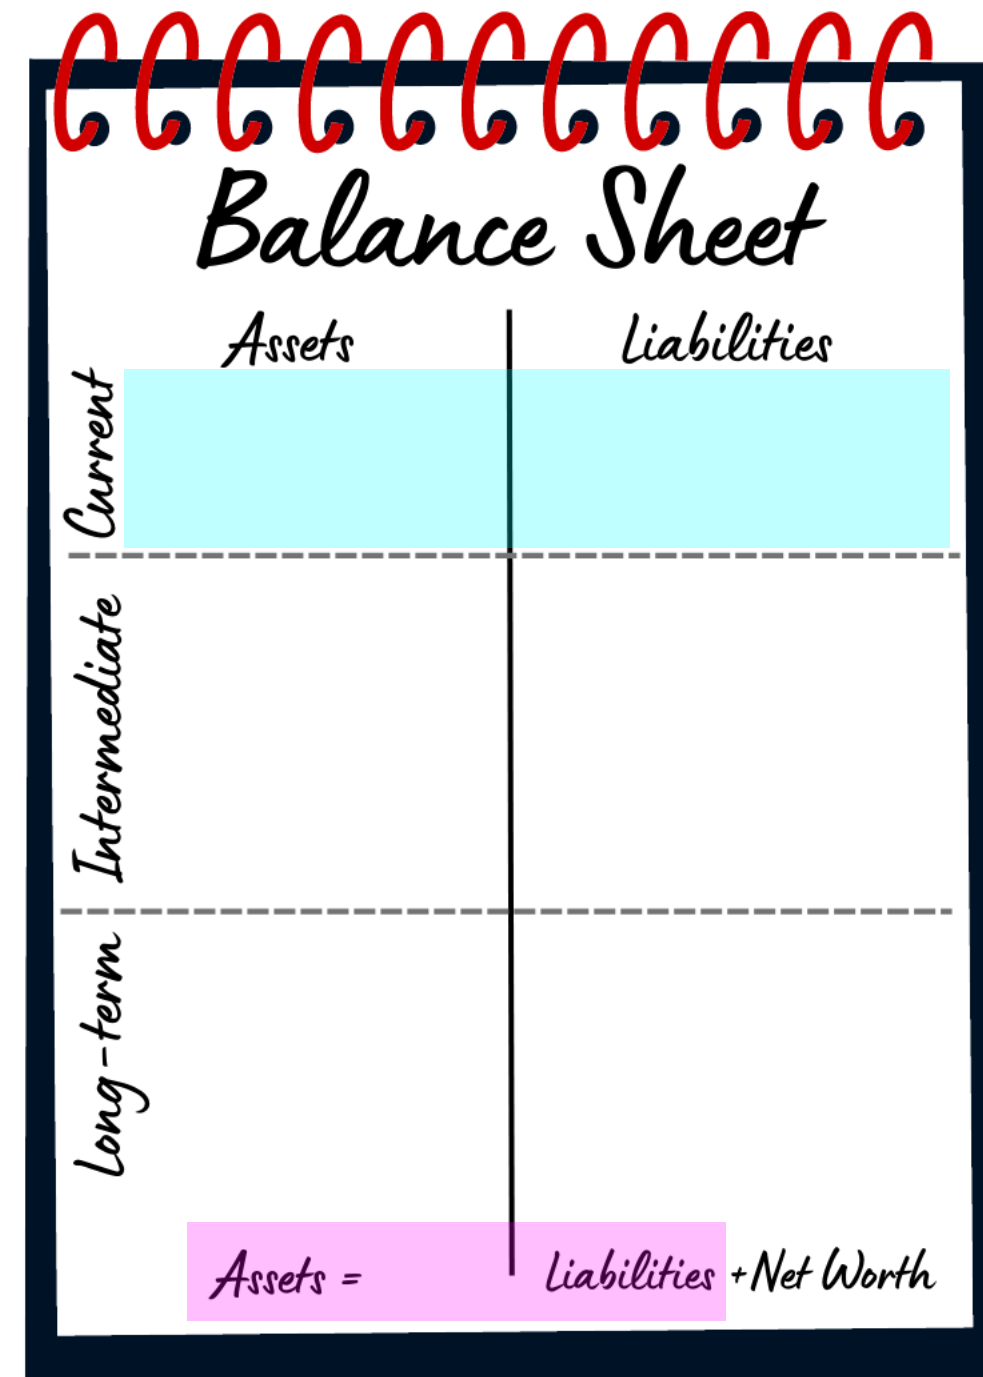 Balance Sheet
Assets Liabilities
Current
Intermediate
Long-term
Assets = Liabilities + Net Worth